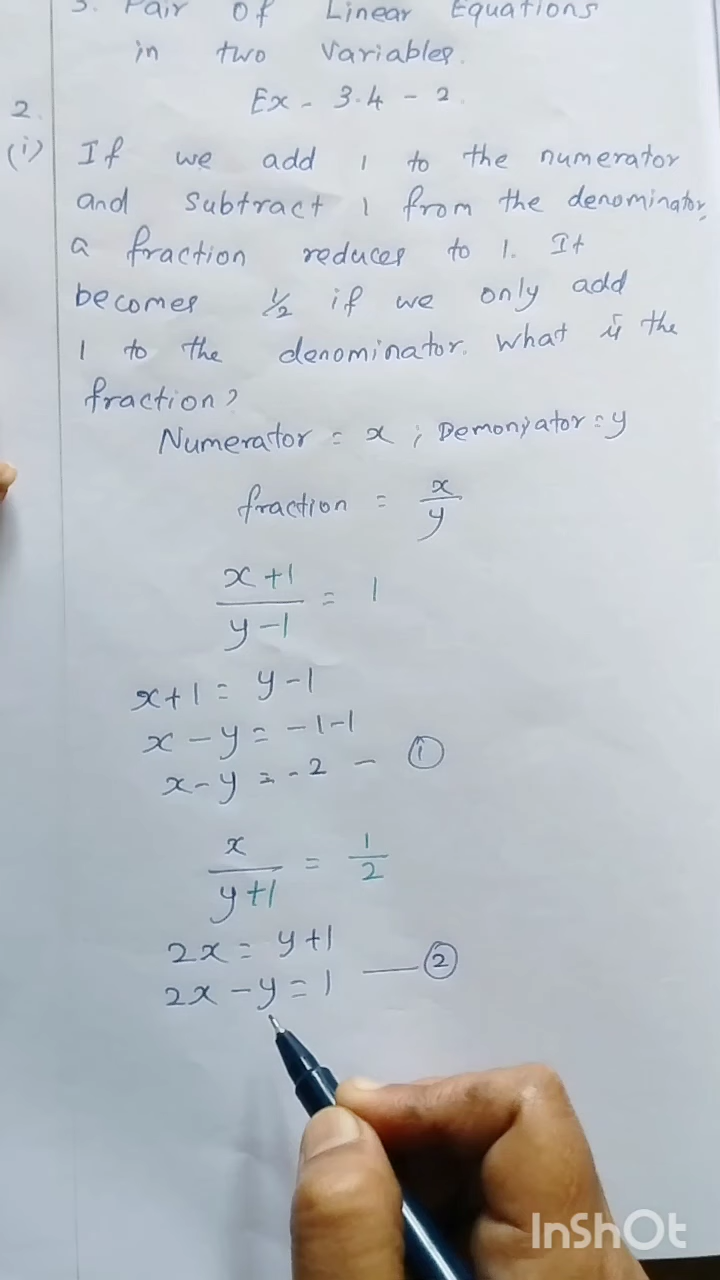 3. Pair of Linear Equations
in two Variables.
Ex - 3.4 - 2.
2.
(i) If we add 1 to the numerator
and subtract 1 from the denominator,
a fraction reduces to 1. It
becomes 1/2 if we only add
1 to the denominator. What is the
fraction?
Numerator = x ; Demoniator = y
fraction = x/y
x+1/y-1 = 1
x+1 = y-1
x-y = -1-1
x-y = -2 — ①
x/y+1 = 1/2
2x = y+1
2x-y = 1 — ②
InShOt